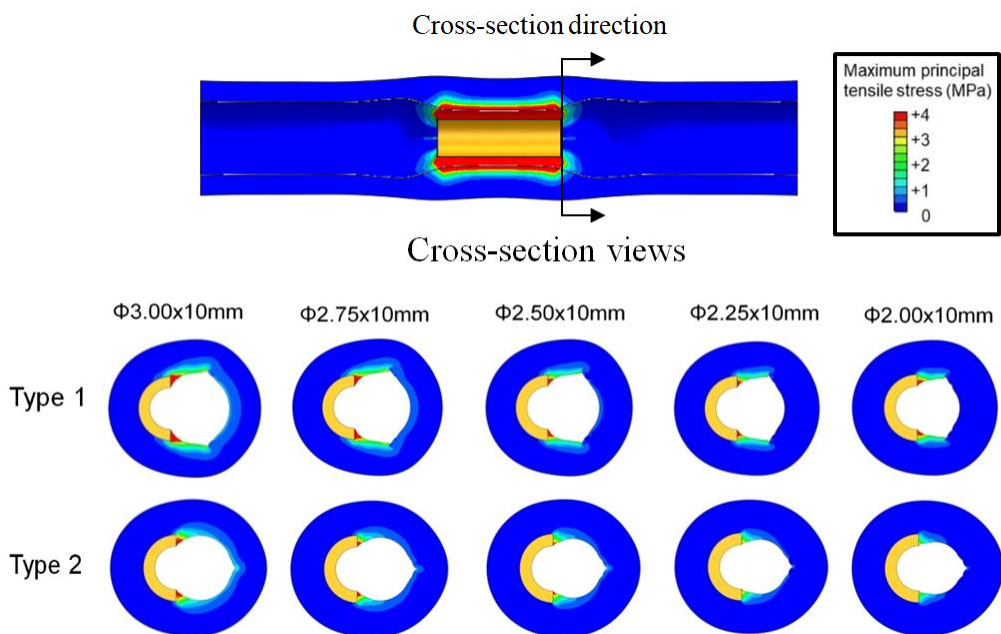 Cross-section direction
Maximum principal
tensile stress (MPa)
+4
+3
+2
+1
0
Cross-section views
Φ3.00x10mm
Φ2.75x10mm
Φ2.50x10mm
Φ2.25x10mm
Φ2.00x10mm
Type 1
Type 2